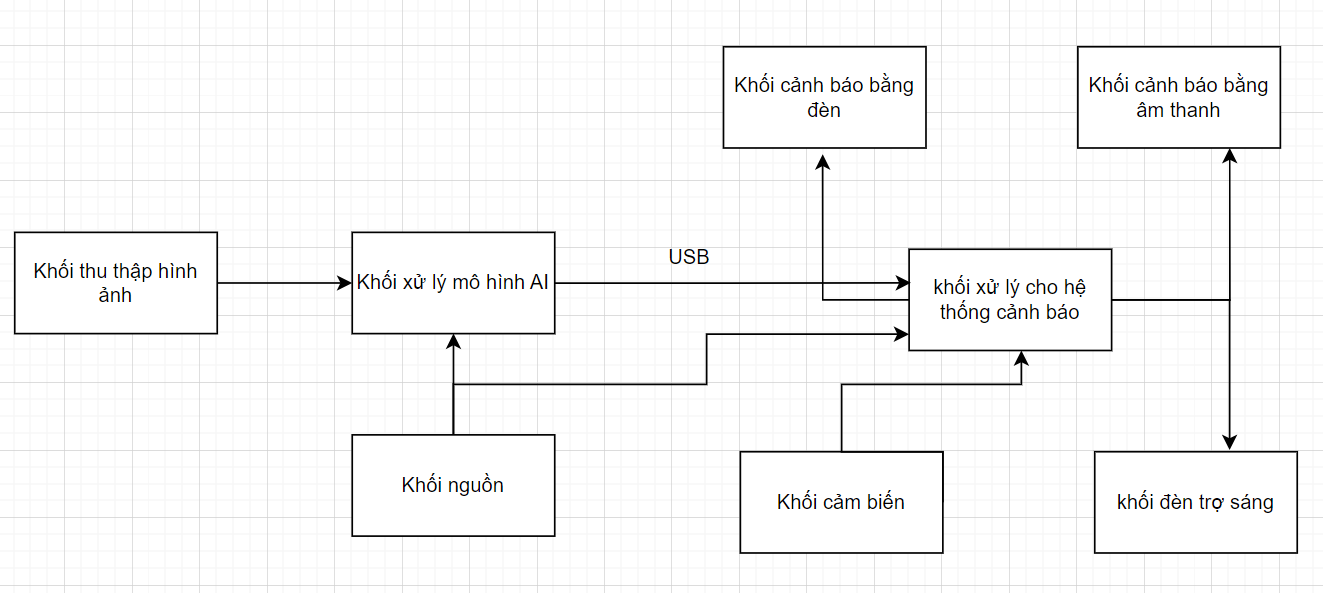 Khối cảnh báo bằng
đèn
Khối cảnh báo bằng
âm thanh
Khối thu thập hình
ảnh
Khối xử lý mô hình AI
USB
khối xử lý cho hệ
thống cảnh báo
Khối nguồn
Khối cảm biến
khối đèn trợ sáng